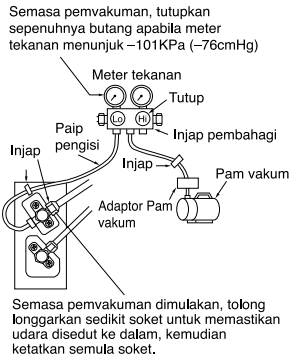 Semasa pemvakuman, tutupkan
sepenuhnya butang apabila meter
tekanan menunjuk –101KPa (–76cmHg)
Meter tekanan
Tutup
Lo
Hi
Paip
pengisi
Injap pembahagi
Injap
Injap
Pam vakum
Adaptor Pam
vakum
Semasa pemvakuman dimulakan, tolong
longgarkan sedikit soket untuk memastikan
udara disedut ke dalam, kemudian
ketatkan semula soket.